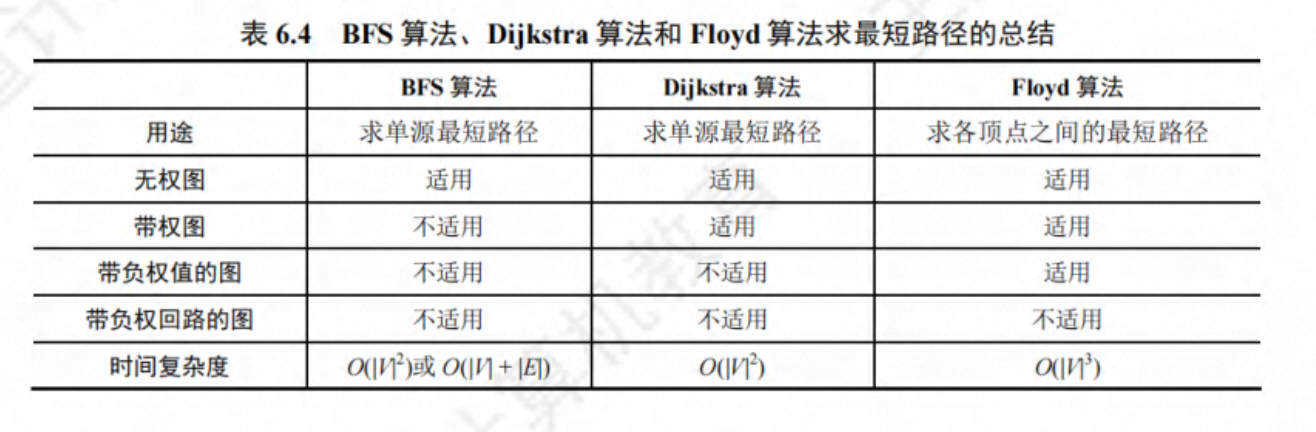 表 6.4 BFS 算法、Dijkstra 算法和 Floyd 算法求最短路径的总结
BFS 算法 Dijkstra 算法 Floyd 算法
用途 求单源最短路径 求单源最短路径 求各顶点之间的最短路径
无权图 适用 适用 适用
带权图 不适用 适用 适用
带负权值的图 不适用 不适用 适用
带负权回路的图 不适用 不适用 不适用
时间复杂度 O(|V|²)或 O(|V| + |E|) O(|V|²) O(|V|³)
算机教育